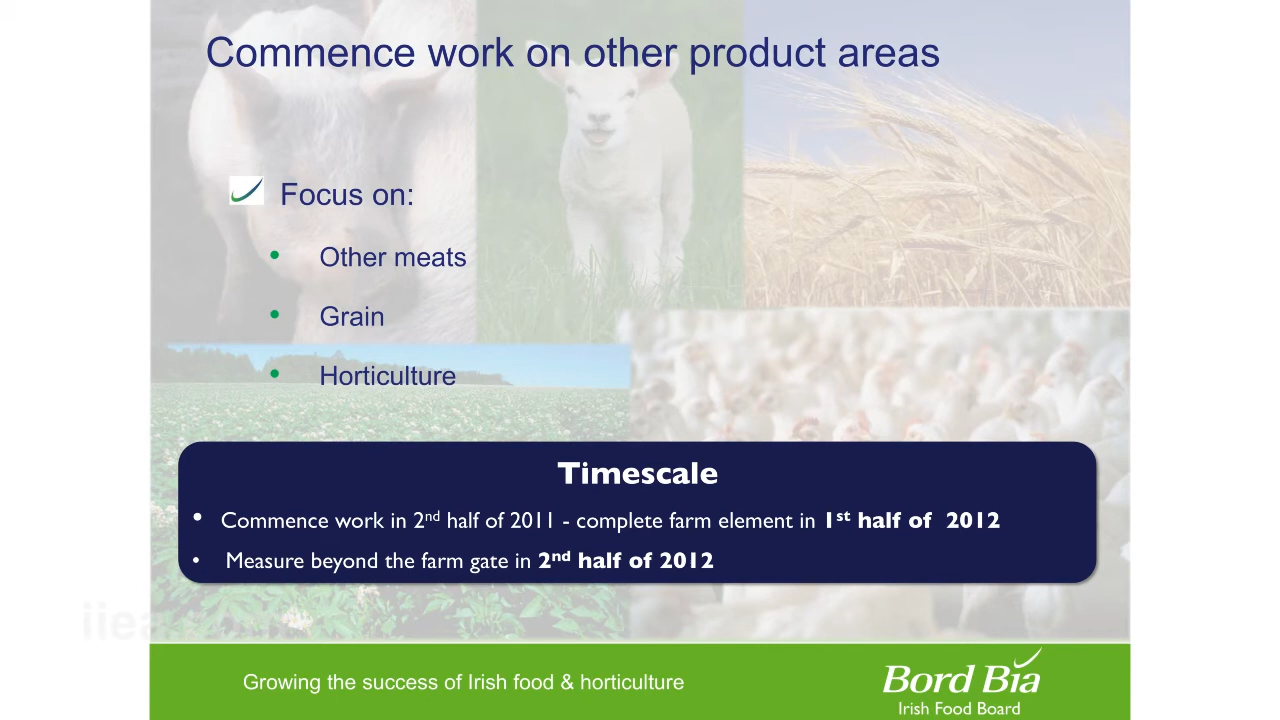 Commence work on other product areas
Focus on:
• Other meats
• Grain
• Horticulture
Timescale
• Commence work in 2nd half of 2011 - complete farm element in 1st half of 2012
• Measure beyond the farm gate in 2nd half of 2012
Growing the success of Irish food & horticulture
Bord Bia
Irish Food Board